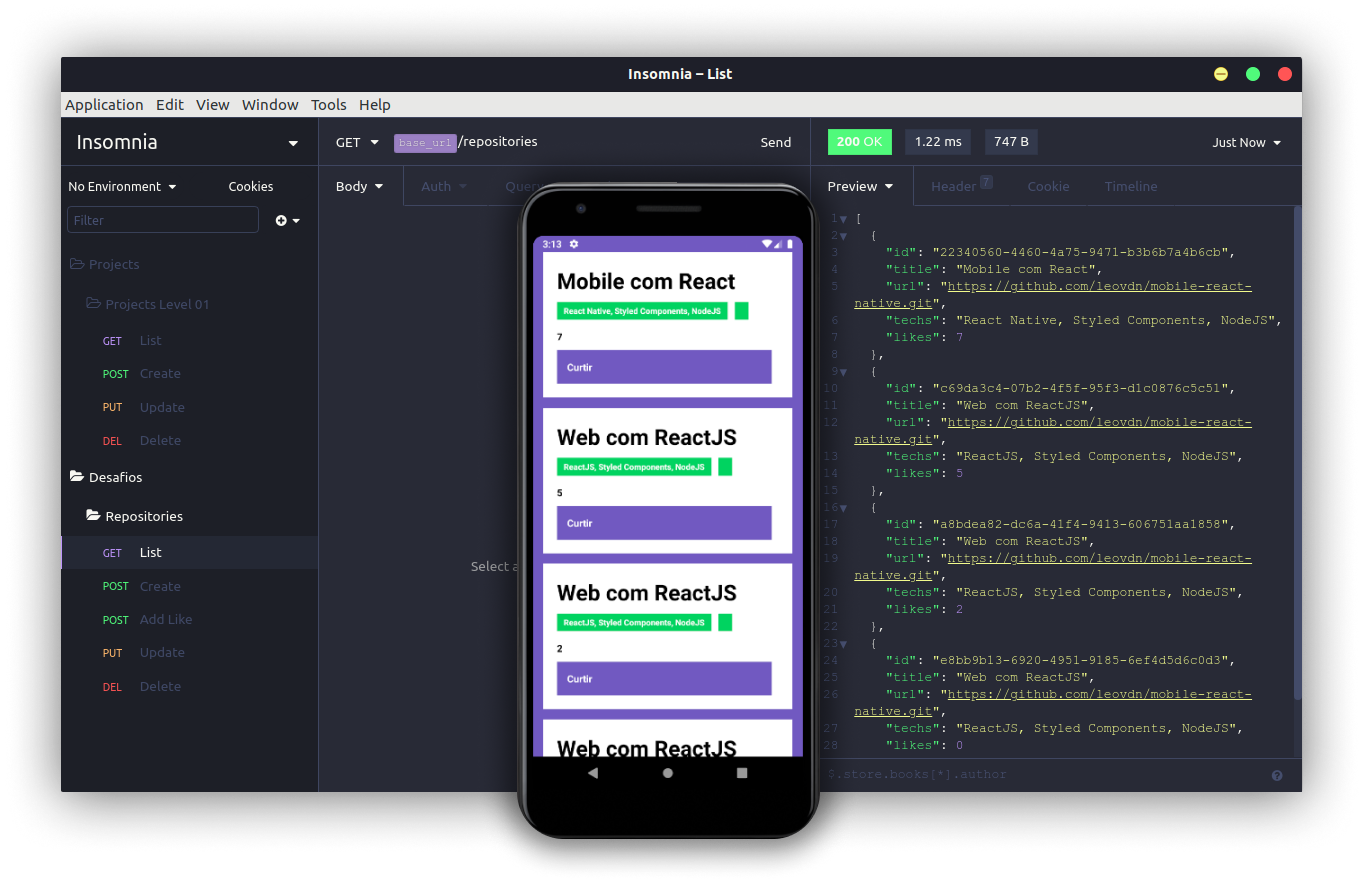 Insomnia – List
Application Edit View Window Tools Help
Insomnia
GET base_url/repositories
Send
200 OK 1.22 ms 747 B
Just Now
No Environment
Cookies
Body
Auth
Query
Preview
Header 7
Cookie
Timeline
Filter
Projects
Projects Level 01
GET List
POST Create
PUT Update
DEL Delete
Desafios
Repositories
GET List
POST Create
POST Add Like
PUT Update
DEL Delete
Select a
3:13
Mobile com React
React Native, Styled Components, NodeJS
7
Curtir
Web com ReactJS
ReactJS, Styled Components, NodeJS
5
Curtir
Web com ReactJS
ReactJS, Styled Components, NodeJS
2
Curtir
Web com ReactJS
1 [
2 {
3 "id": "22340560-4460-4a75-9471-b3b6b7a4b6cb",
4 "title": "Mobile com React",
5 "url": "https://github.com/leovdn/mobile-react-
native.git",
6 "techs": "React Native, Styled Components, NodeJS",
7 "likes": 7
8 },
9 {
10 "id": "c69da3c4-07b2-4f5f-95f3-d1c0876c5c51",
11 "title": "Web com ReactJS",
12 "url": "https://github.com/leovdn/mobile-react-
native.git",
13 "techs": "ReactJS, Styled Components, NodeJS",
14 "likes": 5
15 },
16 {
17 "id": "a8bdea82-dc6a-41f4-9413-606751aa1858",
18 "title": "Web com ReactJS",
19 "url": "https://github.com/leovdn/mobile-react-
native.git",
20 "techs": "ReactJS, Styled Components, NodeJS",
21 "likes": 2
22 },
23 {
24 "id": "e8bb9b13-6920-4951-9185-6ef4d5d6c0d3",
25 "title": "Web com ReactJS",
26 "url": "https://github.com/leovdn/mobile-react-
native.git",
27 "techs": "ReactJS, Styled Components, NodeJS",
28 "likes": 0
$.store.books[*].author